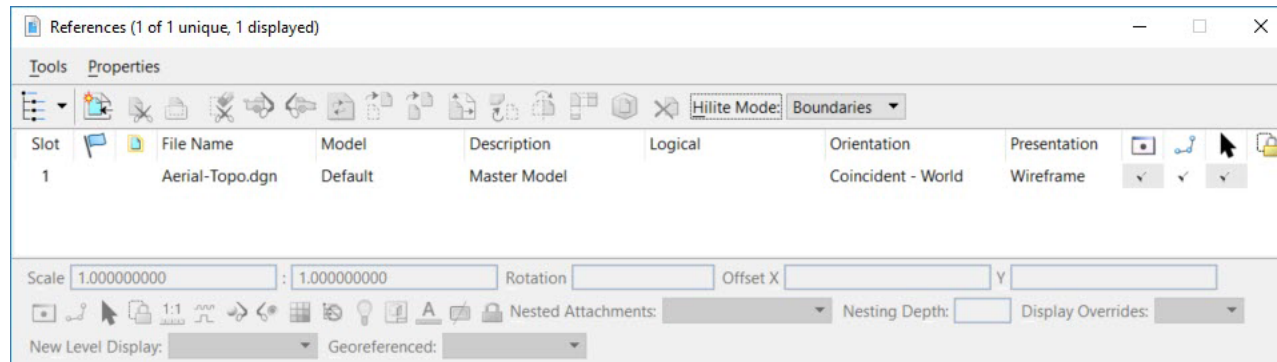 References (1 of 1 unique, 1 displayed)
Tools Properties
Hilite Mode: Boundaries
Slot File Name Model Description Logical Orientation Presentation
1 Aerial-Topo.dgn Default Master Model Coincident - World Wireframe
Scale 1.000000000 : 1.000000000 Rotation Offset X Y
1:1 A Nested Attachments: Nesting Depth: Display Overrides:
New Level Display: Georeferenced: